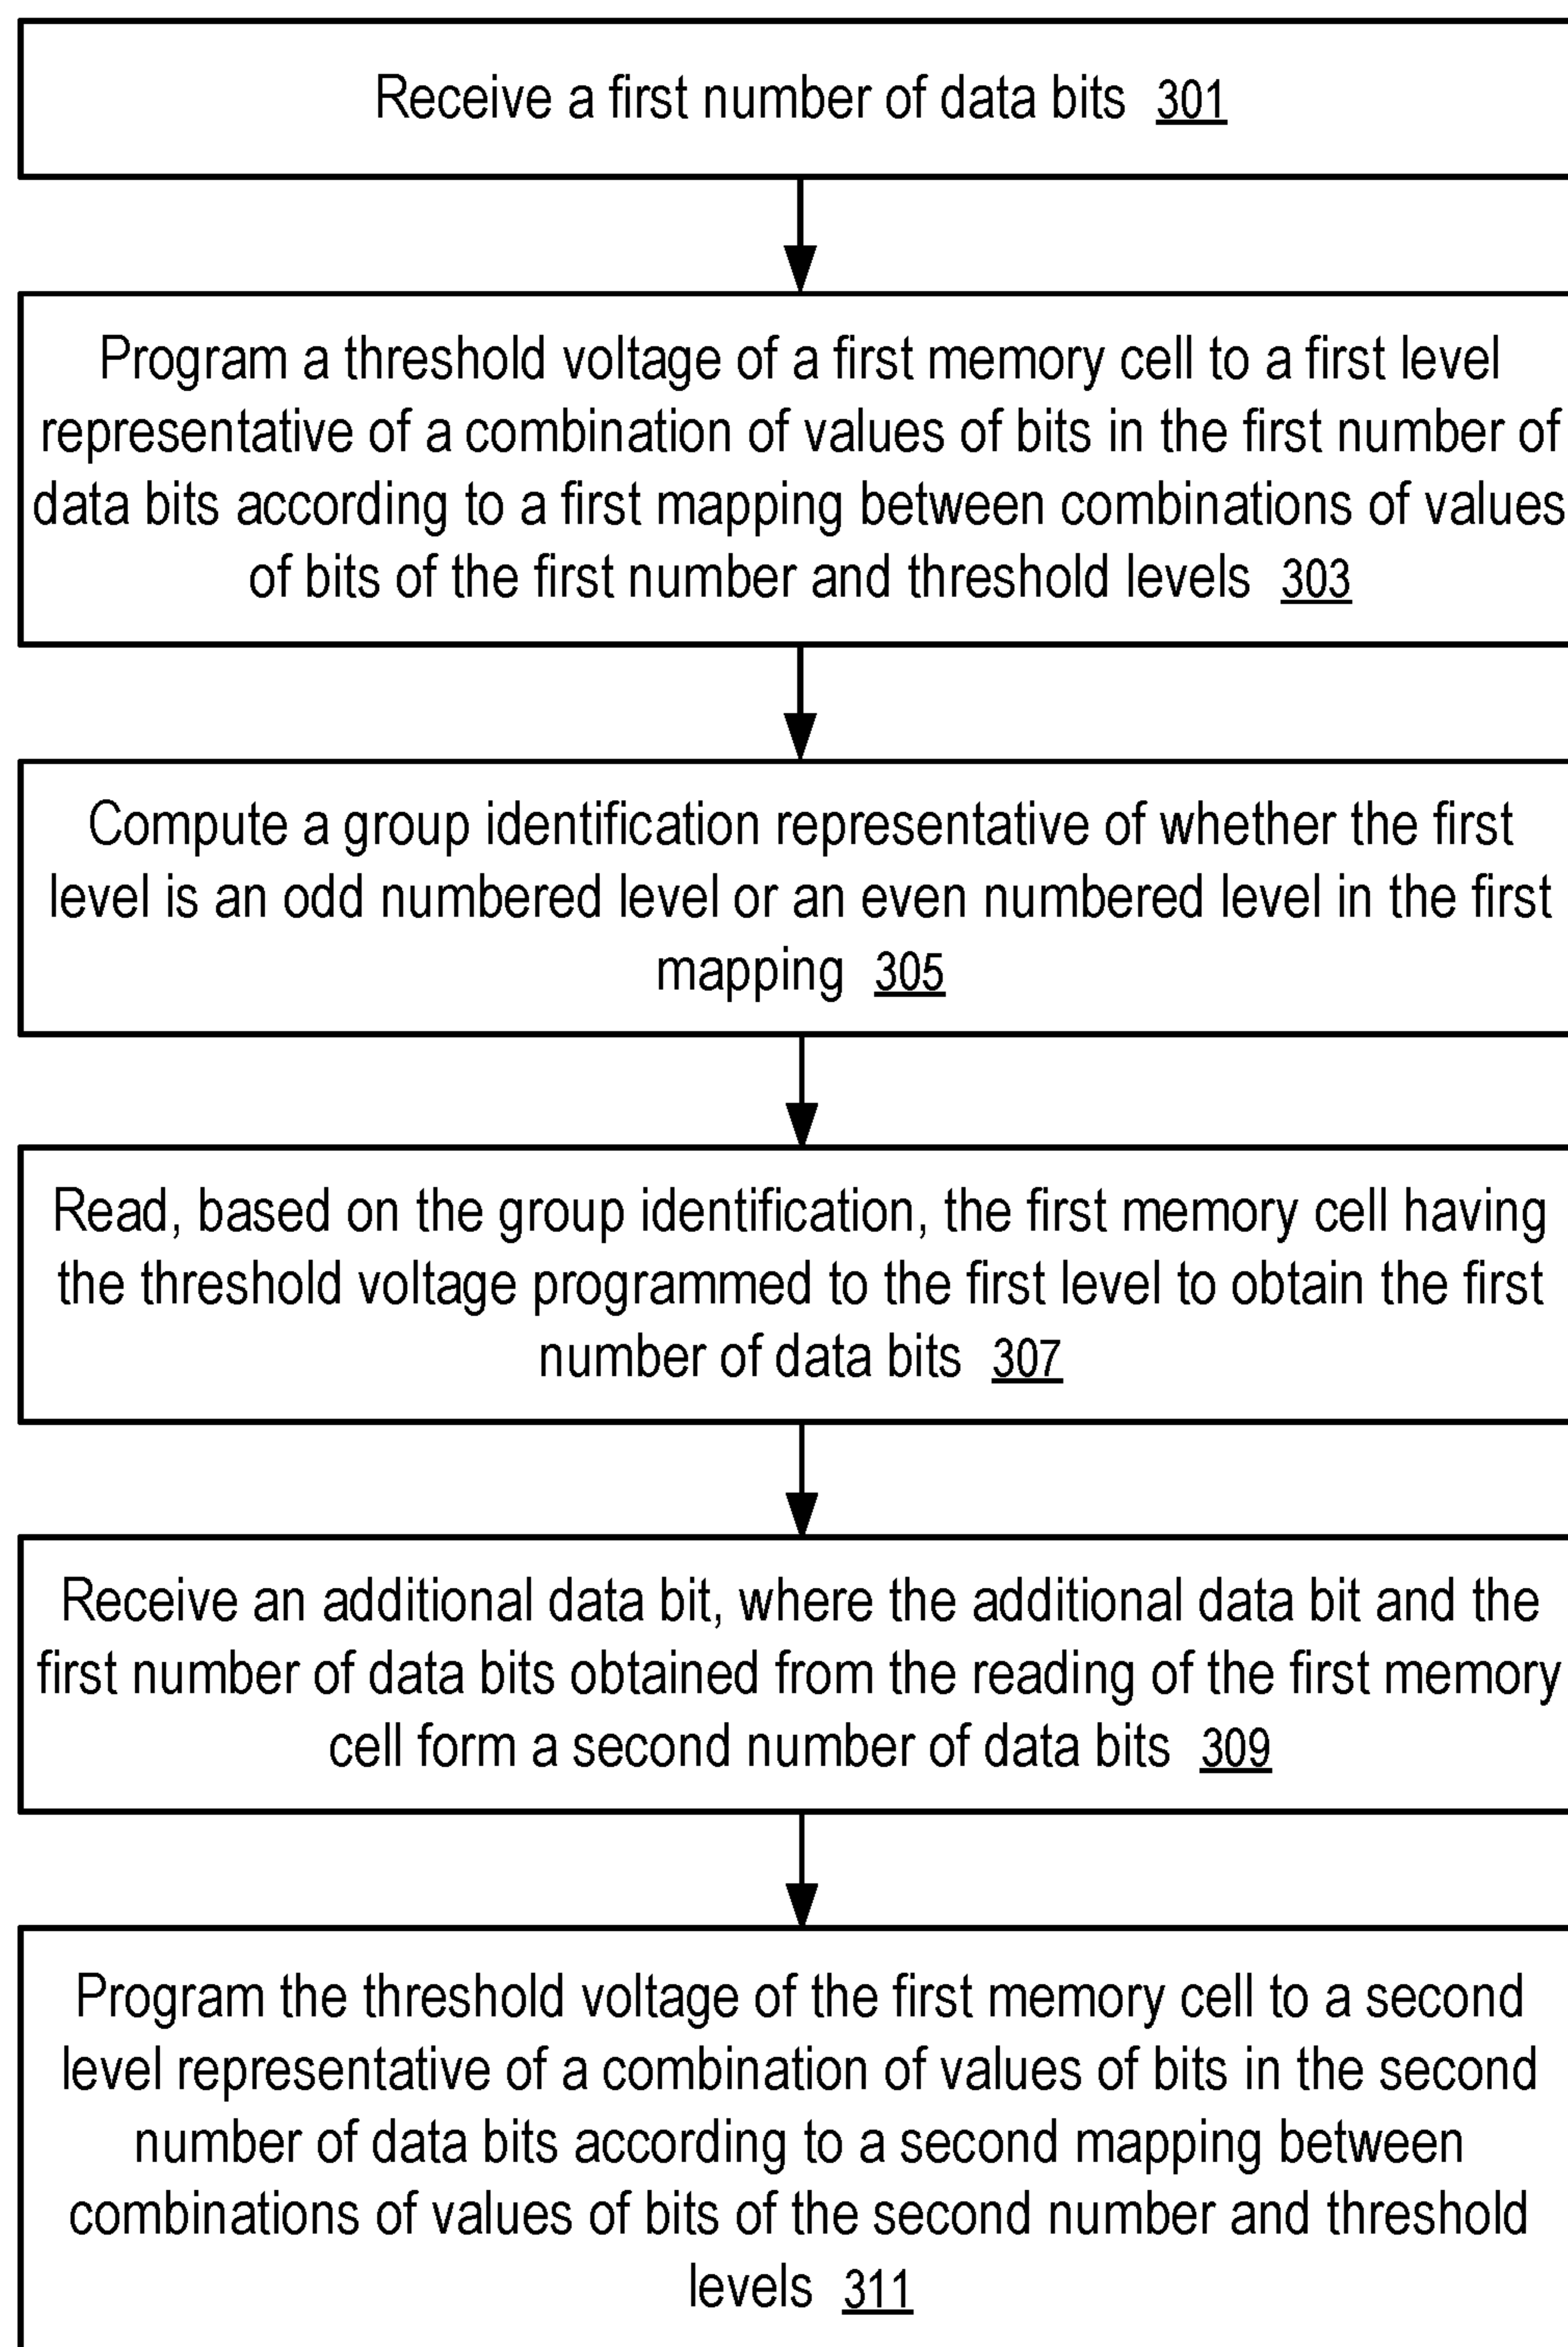 Receive a first number of data bits 301
Program a threshold voltage of a first memory cell to a first level
representative of a combination of values of bits in the first number of
data bits according to a first mapping between combinations of values
of bits of the first number and threshold levels 303
Compute a group identification representative of whether the first
level is an odd numbered level or an even numbered level in the first
mapping 305
Read, based on the group identification, the first memory cell having
the threshold voltage programmed to the first level to obtain the first
number of data bits 307
Receive an additional data bit, where the additional data bit and the
first number of data bits obtained from the reading of the first memory
cell form a second number of data bits 309
Program the threshold voltage of the first memory cell to a second
level representative of a combination of values of bits in the second
number of data bits according to a second mapping between
combinations of values of bits of the second number and threshold
levels 311